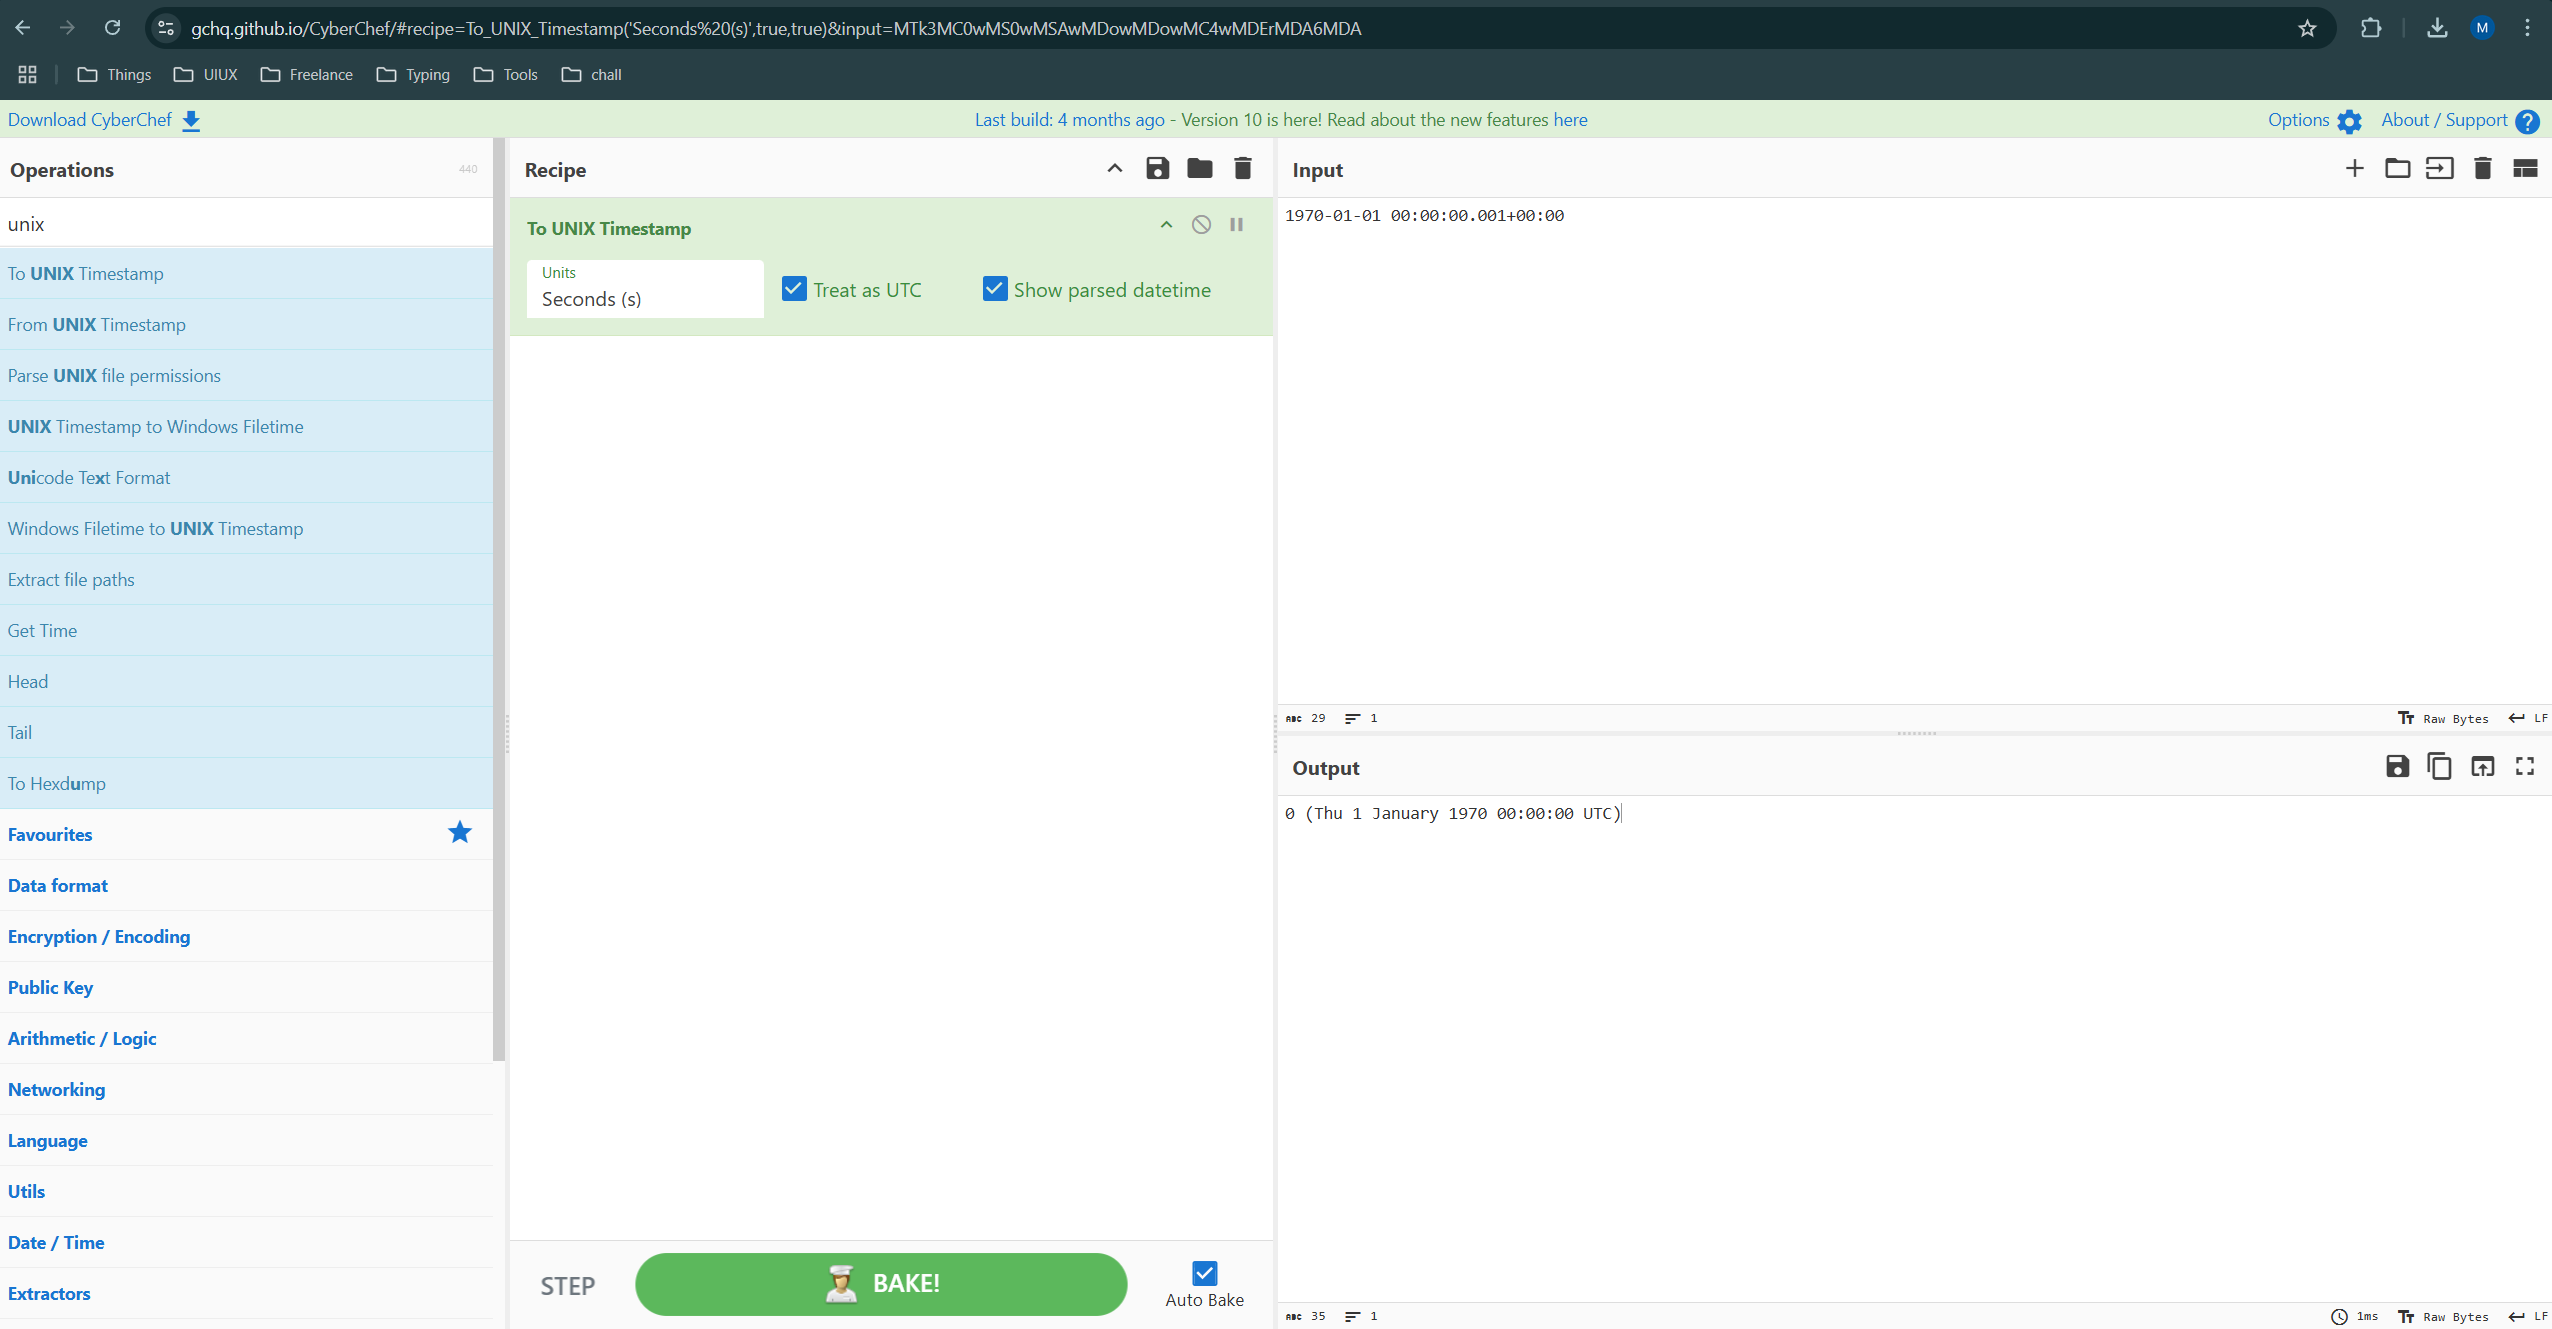 gchq.github.io/CyberChef/#recipe=To_UNIX_Timestamp('Seconds%20(s)',true,true)&input=MTk3MC0wMS0wMSAwMDowMDowMC4wMDErMDA6MDA
M
Things UIUX Freelance Typing Tools chall
Download CyberChef
Last build: 4 months ago - Version 10 is here! Read about the new features here
Options About / Support
Operations 440
unix
To UNIX Timestamp
From UNIX Timestamp
Parse UNIX file permissions
UNIX Timestamp to Windows Filetime
Unicode Text Format
Windows Filetime to UNIX Timestamp
Extract file paths
Get Time
Head
Tail
To Hexdump
Favourites
Data format
Encryption / Encoding
Public Key
Arithmetic / Logic
Networking
Language
Utils
Date / Time
Extractors
Recipe
To UNIX Timestamp
Units
Seconds (s)
Treat as UTC
Show parsed datetime
STEP
BAKE!
Auto Bake
Input
1970-01-01 00:00:00.001+00:00
ABC 29 1
Raw Bytes LF
Output
0 (Thu 1 January 1970 00:00:00 UTC)
ABC 35 1
1ms Raw Bytes LF